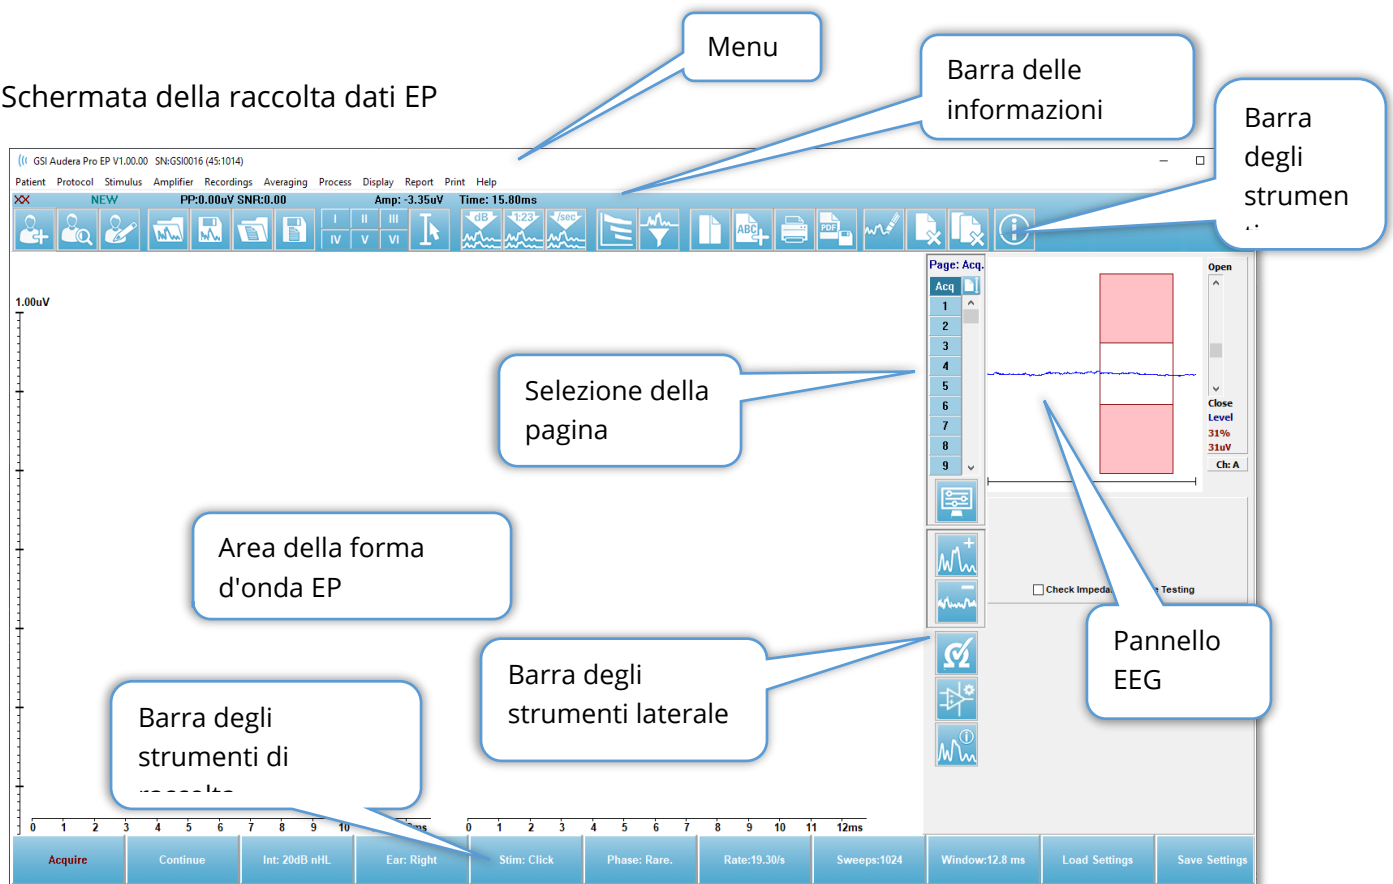 Menu
Barra delle
informazioni
Schermata della raccolta dati EP
Barra
degli
strumen
GSI Audera Pro EP V1.00.00 SN:GSI0016 (45:1014)
Patient Protocol Stimulus Amplifier Recordings Averaging Process Display Report Print Help
XX NEW PP:0.00uV SNR:0.00 Amp: -3.35uV Time: 15.80ms
I II III
IV V VI
dB 1:23 /sec
ABC
PDF
Page: Acq.
Acq
1
2
3
4
5
6
7
8
9
Open
Close
Level
31%
31uV
Ch: A
1.00uV
Selezione della
pagina
Area della forma
d'onda EP
Check Impeda Testing
Pannello
EEG
Barra degli
strumenti laterale
Barra degli
strumenti di
0 1 2 3 4 5 6 7 8 9 10 ms
0 1 2 3 4 5 6 7 8 9 10 11 12ms
Acquire Continue Int: 20dB nHL Ear: Right Stim: Click Phase: Rare. Rate:19.30/s Sweeps:1024 Window:12.8 ms Load Settings Save Settings